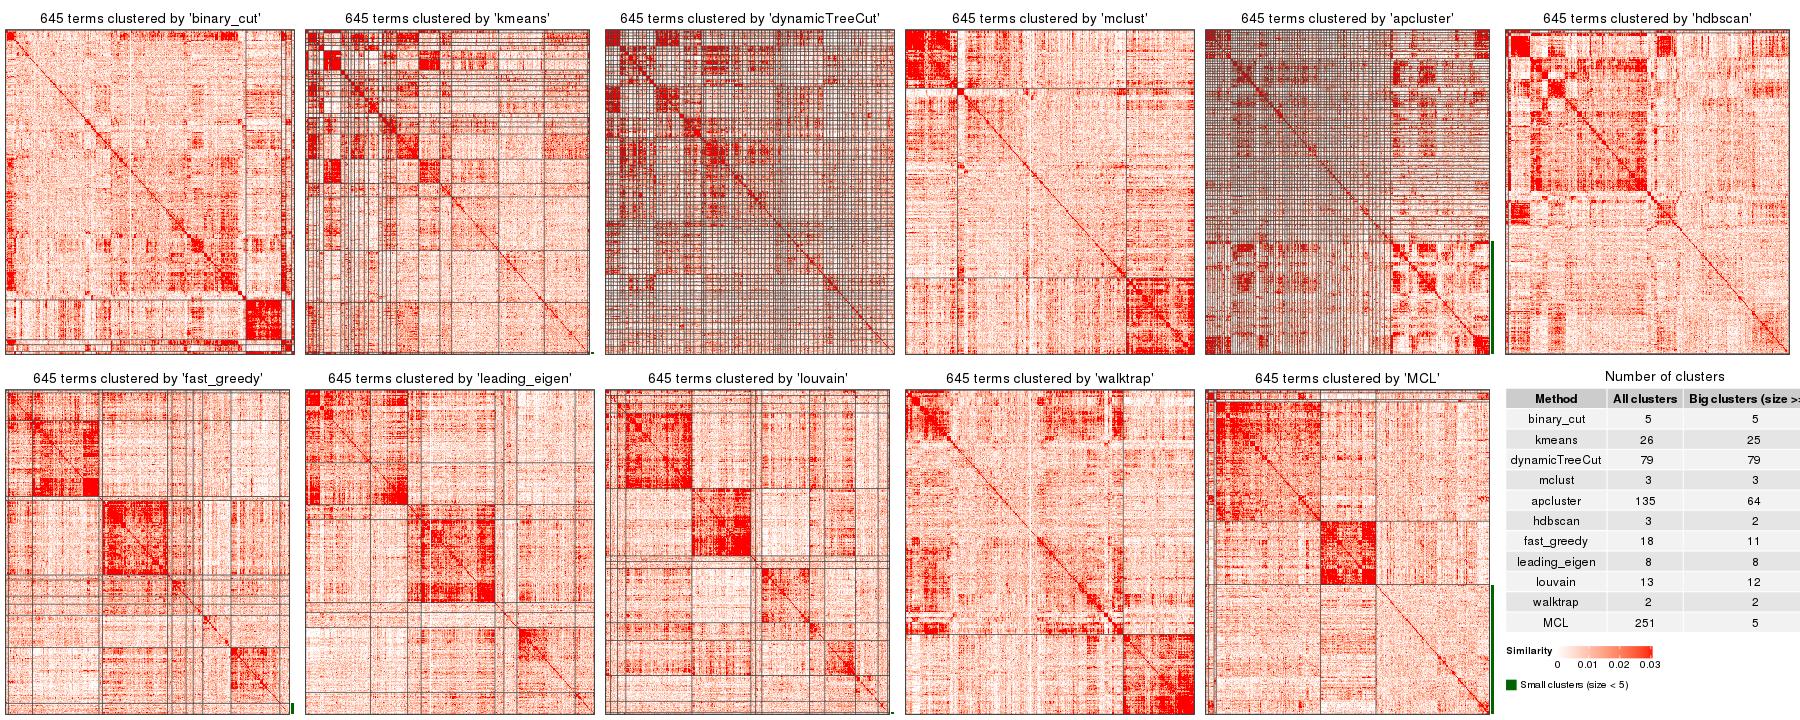 645 terms clustered by 'binary_cut'
645 terms clustered by 'kmeans'
645 terms clustered by 'dynamicTreeCut'
645 terms clustered by 'mclust'
645 terms clustered by 'apcluster'
645 terms clustered by 'hdbscan'
645 terms clustered by 'fast_greedy'
645 terms clustered by 'leading_eigen'
645 terms clustered by 'louvain'
645 terms clustered by 'walktrap'
645 terms clustered by 'MCL'
Number of clusters
Method All clusters Big clusters (size >=
binary_cut 5 5
kmeans 26 25
dynamicTreeCut 79 79
mclust 3 3
apcluster 135 64
hdbscan 3 2
fast_greedy 18 11
leading_eigen 8 8
louvain 13 12
walktrap 2 2
MCL 251 5
Similarity
0 0.01 0.02 0.03
Small clusters (size < 5)